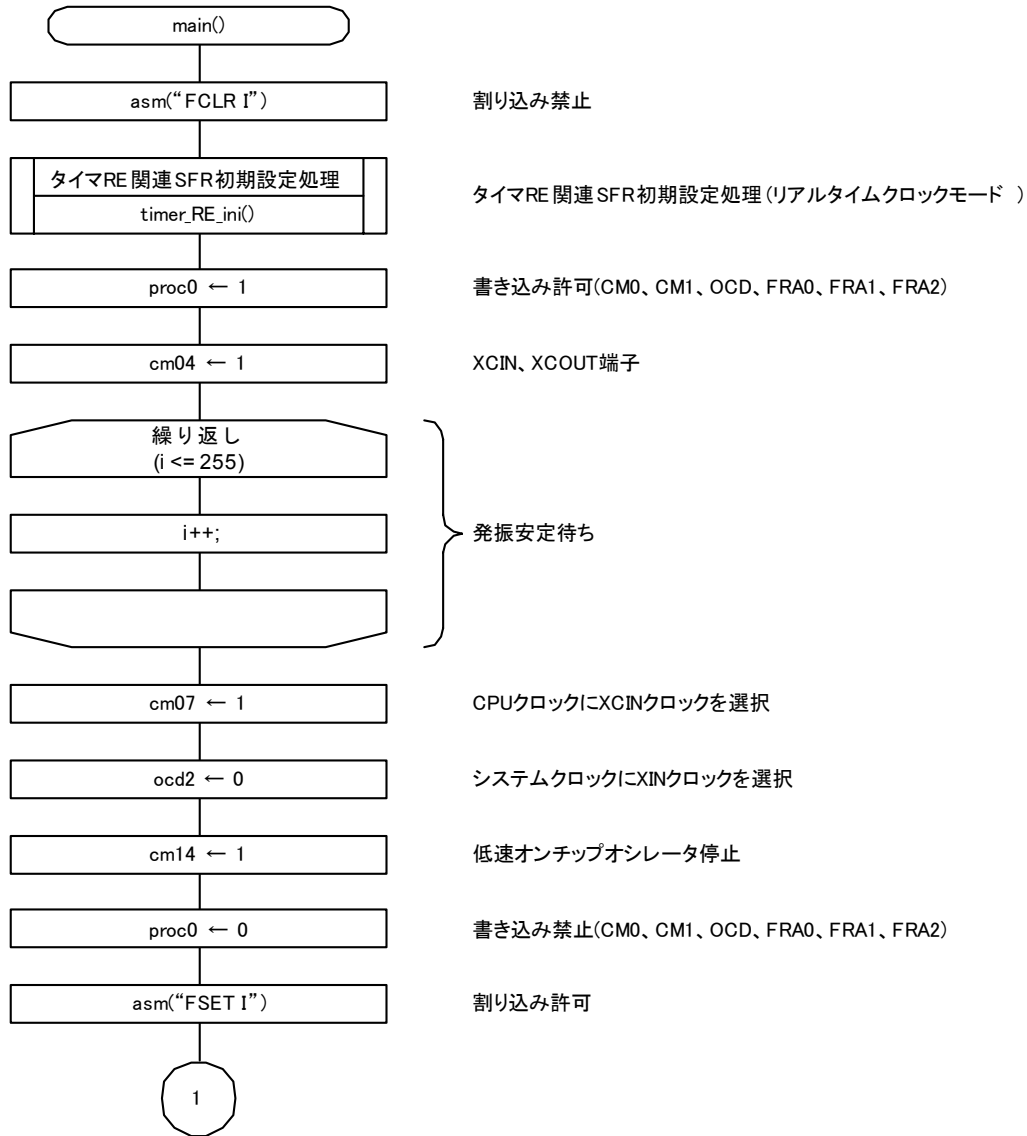 main()
asm(“FCLR I”)
割り込み禁止
タイマRE関連SFR初期設定処理
timer_RE_ini()
タイマRE関連SFR初期設定処理(リアルタイムクロックモード )
proc0 ← 1
書き込み許可(CM0、CM1、OCD、FRA0、FRA1、FRA2)
cm04 ← 1
XCIN、XCOUT端子
繰り返し
(i <= 255)
i++;
発振安定待ち
cm07 ← 1
CPUクロックにXCINクロックを選択
ocd2 ← 0
システムクロックにXINクロックを選択
cm14 ← 1
低速オンチップオシレータ停止
proc0 ← 0
書き込み禁止(CM0、CM1、OCD、FRA0、FRA1、FRA2)
asm(“FSET I”)
割り込み許可
1